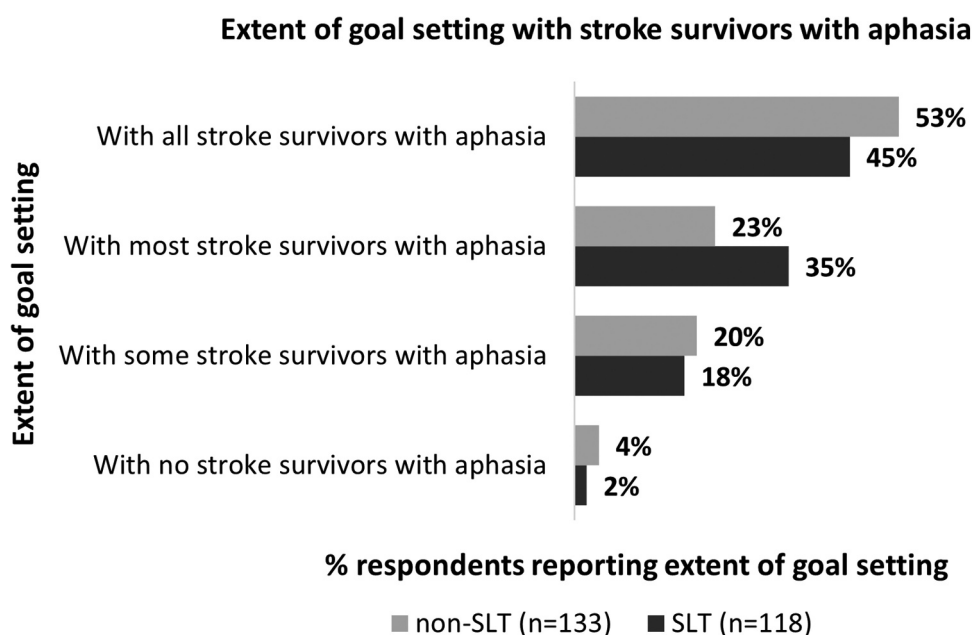 Extent of goal setting with stroke survivors with aphasia
Extent of goal setting
With all stroke survivors with aphasia
53%
45%
With most stroke survivors with aphasia
23%
35%
With some stroke survivors with aphasia
20%
18%
With no stroke survivors with aphasia
4%
2%
% respondents reporting extent of goal setting
non-SLT (n=133) SLT (n=118)